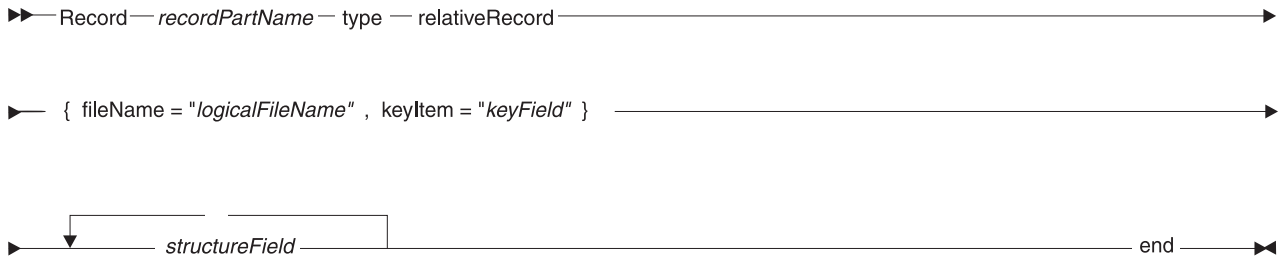 Record recordPartName type relativeRecord
{ fileName = "logicalFileName" , keyItem = "keyField" }
structureField end